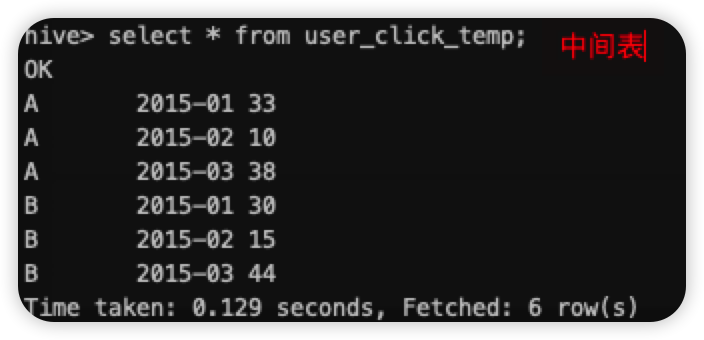 hive> select * from user_click_temp;
中间表
OK
A 2015-01 33
A 2015-02 10
A 2015-03 38
B 2015-01 30
B 2015-02 15
B 2015-03 44
Time taken: 0.129 seconds, Fetched: 6 row(s)